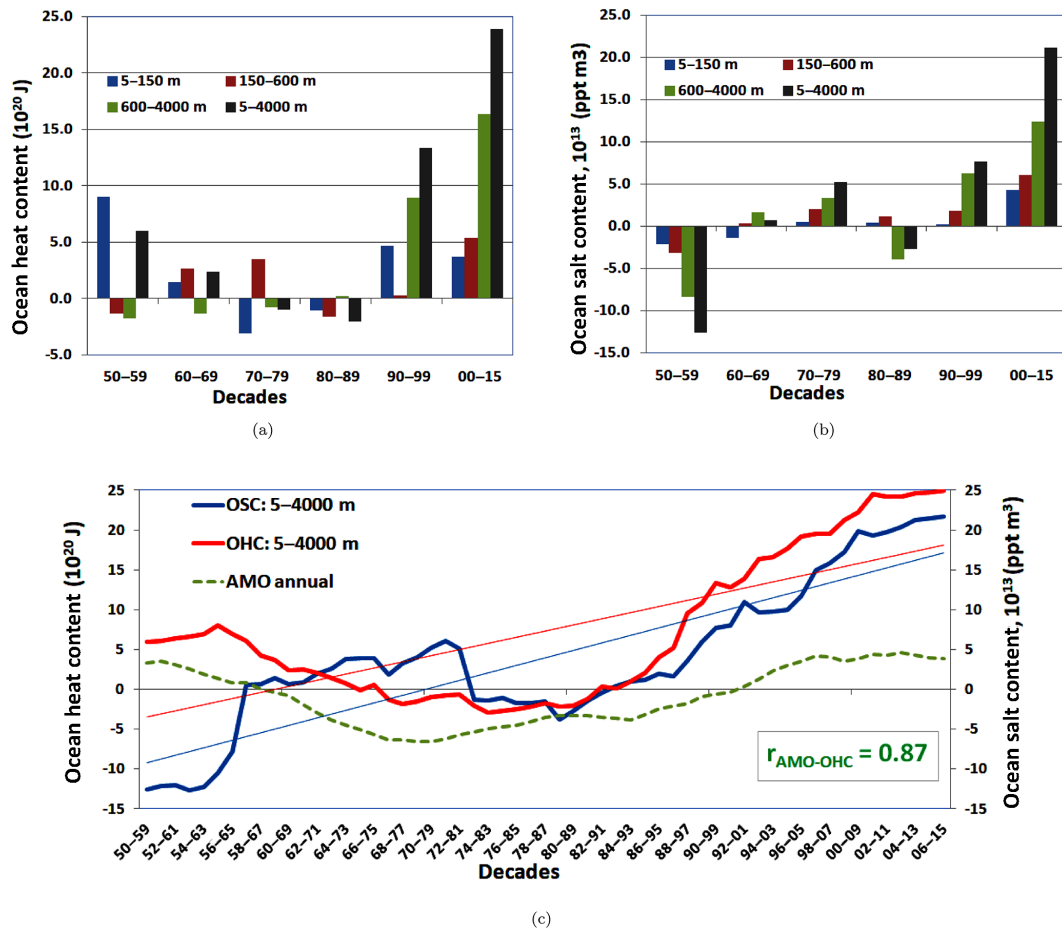 Ocean heat content (10²⁰ J)
25.0
20.0
15.0
10.0
5.0
0.0
-5.0
5–150 m
150–600 m
600–4000 m
5–4000 m
50–59 60–69 70–79 80–89 90–99 00–15
Decades
(a)
Ocean salt content, 10¹³ (ppt m3)
25.0
20.0
15.0
10.0
5.0
0.0
-5.0
-10.0
-15.0
5–150 m
150–600 m
600–4000 m
5–4000 m
50–59 60–69 70–79 80–89 90–99 00–15
Decades
(b)
Ocean heat content (10²⁰ J)
25
20
15
10
5
0
-5
-10
-15
OSC: 5–4000 m
OHC: 5–4000 m
AMO annual
r_AMO-OHC = 0.87
25
20
15
10
5
0
-5
-10
-15
Ocean salt content, 10¹³ (ppt m³)
50–59 52–61 54–63 56–65 58–67 60–69 62–71 64–73 66–75 68–77 70–79 72–81 74–83 76–85 78–87 80–89 82–91 84–93 86–95 88–97 90–99 92–01 94–03 96–05 98–07 00–09 02–11 04–13 06–15
Decades
(c)